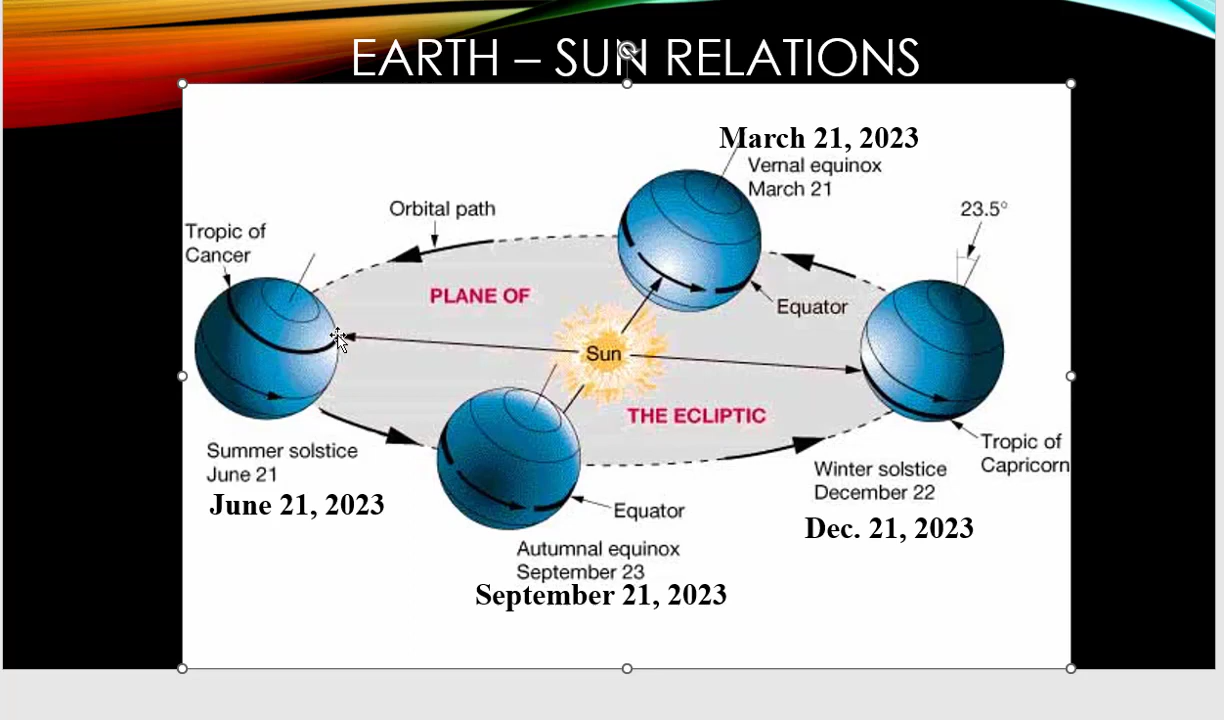 EARTH – SUN RELATIONS
March 21, 2023
Vernal equinox
March 21
Orbital path
23.5°
Tropic of
Cancer
PLANE OF
Equator
Sun
THE ECLIPTIC
Tropic of
Capricorn
Summer solstice
June 21
June 21, 2023
Winter solstice
December 22
Dec. 21, 2023
Equator
Autumnal equinox
September 23
September 21, 2023